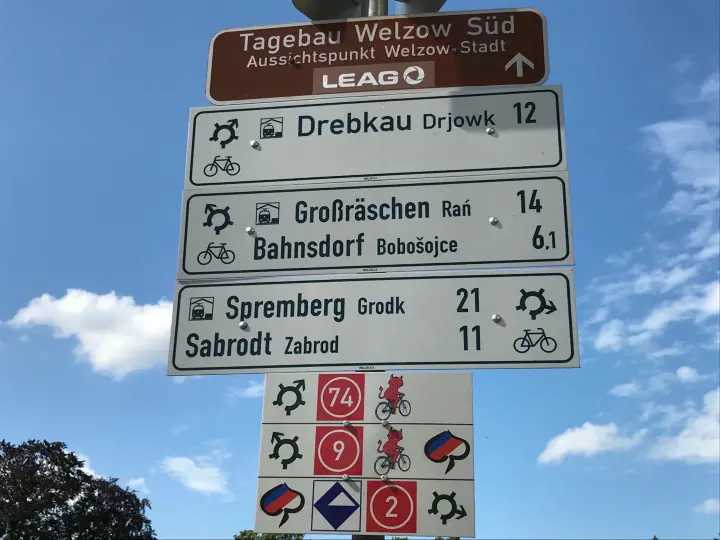 Tagebau Welzow Süd
Aussichtspunkt Welzow-Stadt
LEAG
Drebkau Drjowk 12
Großräschen Rań 14
Bahnsdorf Bobošojce 6,1
Spremberg Grodk 21
Sabrodt Zabrod 11
74
9
2